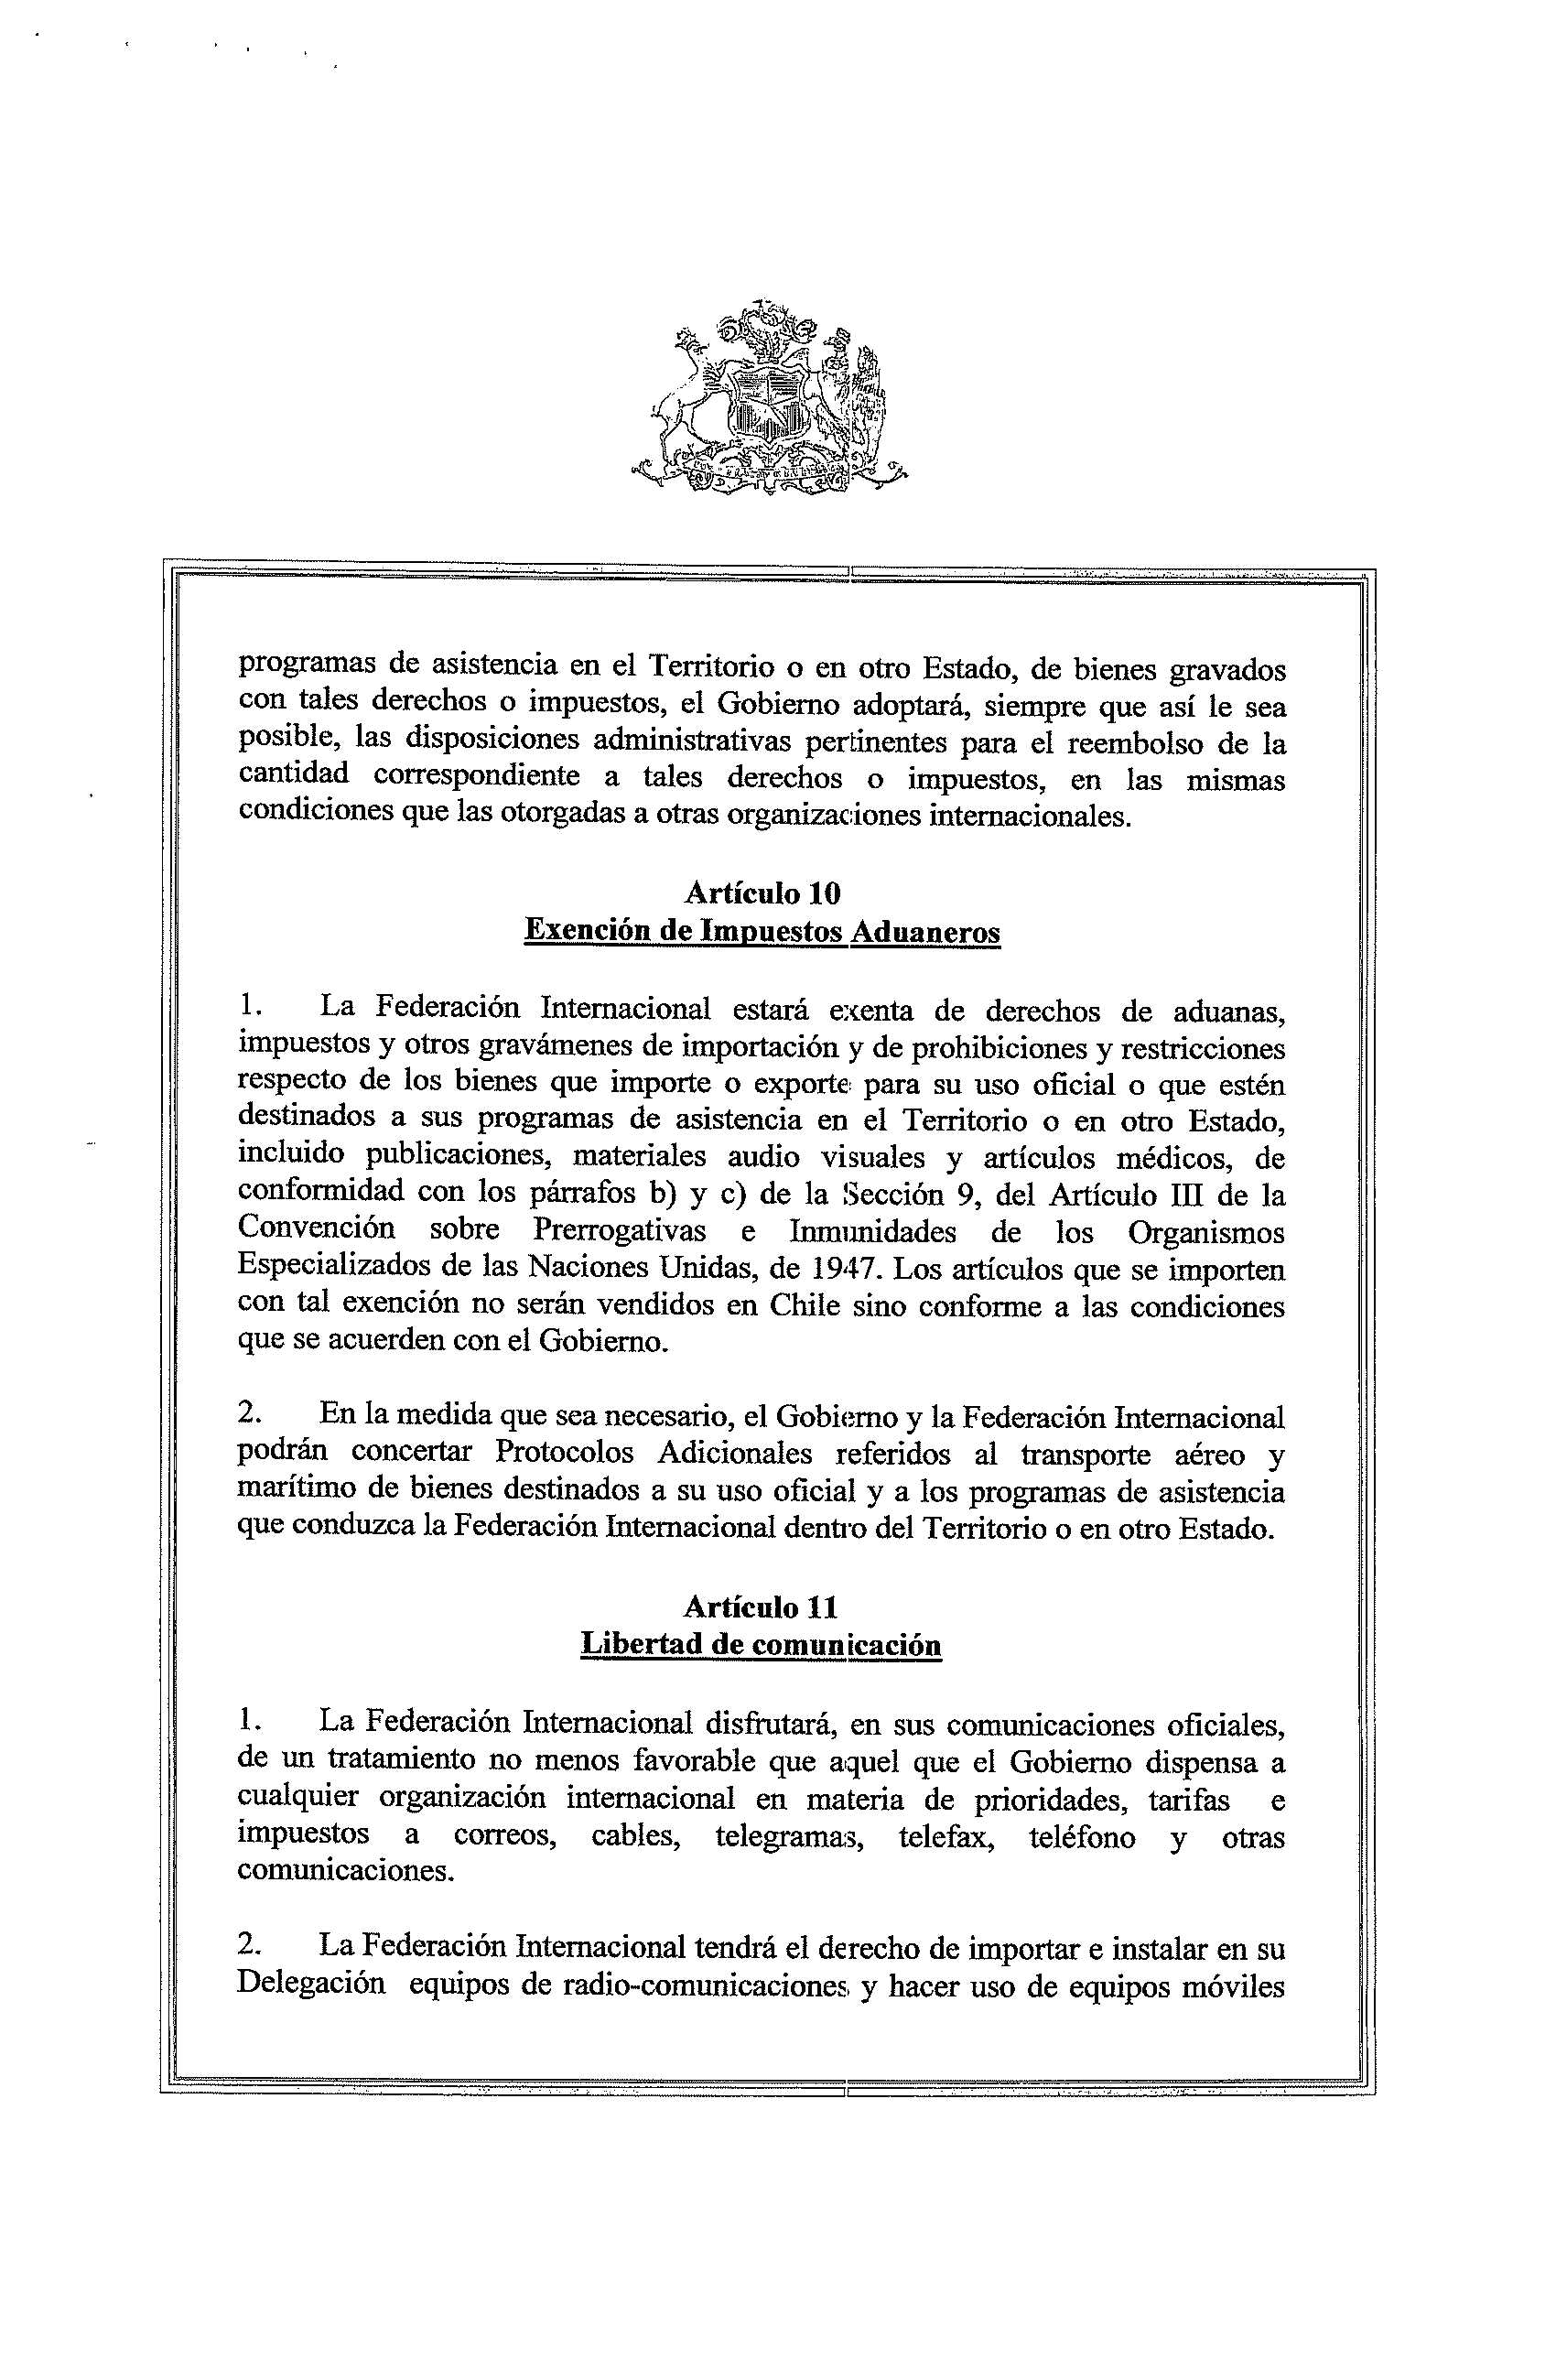 programas de asistencia en el Territorio o en otro Estado, de bienes gravados
con tales derechos o impuestos, el Gobierno adoptará, siempre que así le sea
posible, las disposiciones administrativas pertinentes para el reembolso de la
cantidad correspondiente a tales derechos o impuestos, en las mismas
condiciones que las otorgadas a otras organizaciones internacionales.
Artículo 10
Exención de Impuestos Aduaneros
1. La Federación Internacional estará exenta de derechos de aduanas,
impuestos y otros gravámenes de importación y de prohibiciones y restricciones
respecto de los bienes que importe o exporte para su uso oficial o que estén
destinados a sus programas de asistencia en el Territorio o en otro Estado,
incluido publicaciones, materiales audio visuales y artículos médicos, de
conformidad con los párrafos b) y c) de la Sección 9, del Artículo III de la
Convención sobre Prerrogativas e Inmunidades de los Organismos
Especializados de las Naciones Unidas, de 1947. Los artículos que se importen
con tal exención no serán vendidos en Chile sino conforme a las condiciones
que se acuerden con el Gobierno.
2. En la medida que sea necesario, el Gobierno y la Federación Internacional
podrán concertar Protocolos Adicionales referidos al transporte aéreo y
marítimo de bienes destinados a su uso oficial y a los programas de asistencia
que conduzca la Federación Internacional dentro del Territorio o en otro Estado.
Artículo 11
Libertad de comunicación
1. La Federación Internacional disfrutará, en sus comunicaciones oficiales,
de un tratamiento no menos favorable que aquel que el Gobierno dispensa a
cualquier organización internacional en materia de prioridades, tarifas e
impuestos a correos, cables, telegramas, telefax, teléfono y otras
comunicaciones.
2. La Federación Internacional tendrá el derecho de importar e instalar en su
Delegación equipos de radio-comunicaciones y hacer uso de equipos móviles